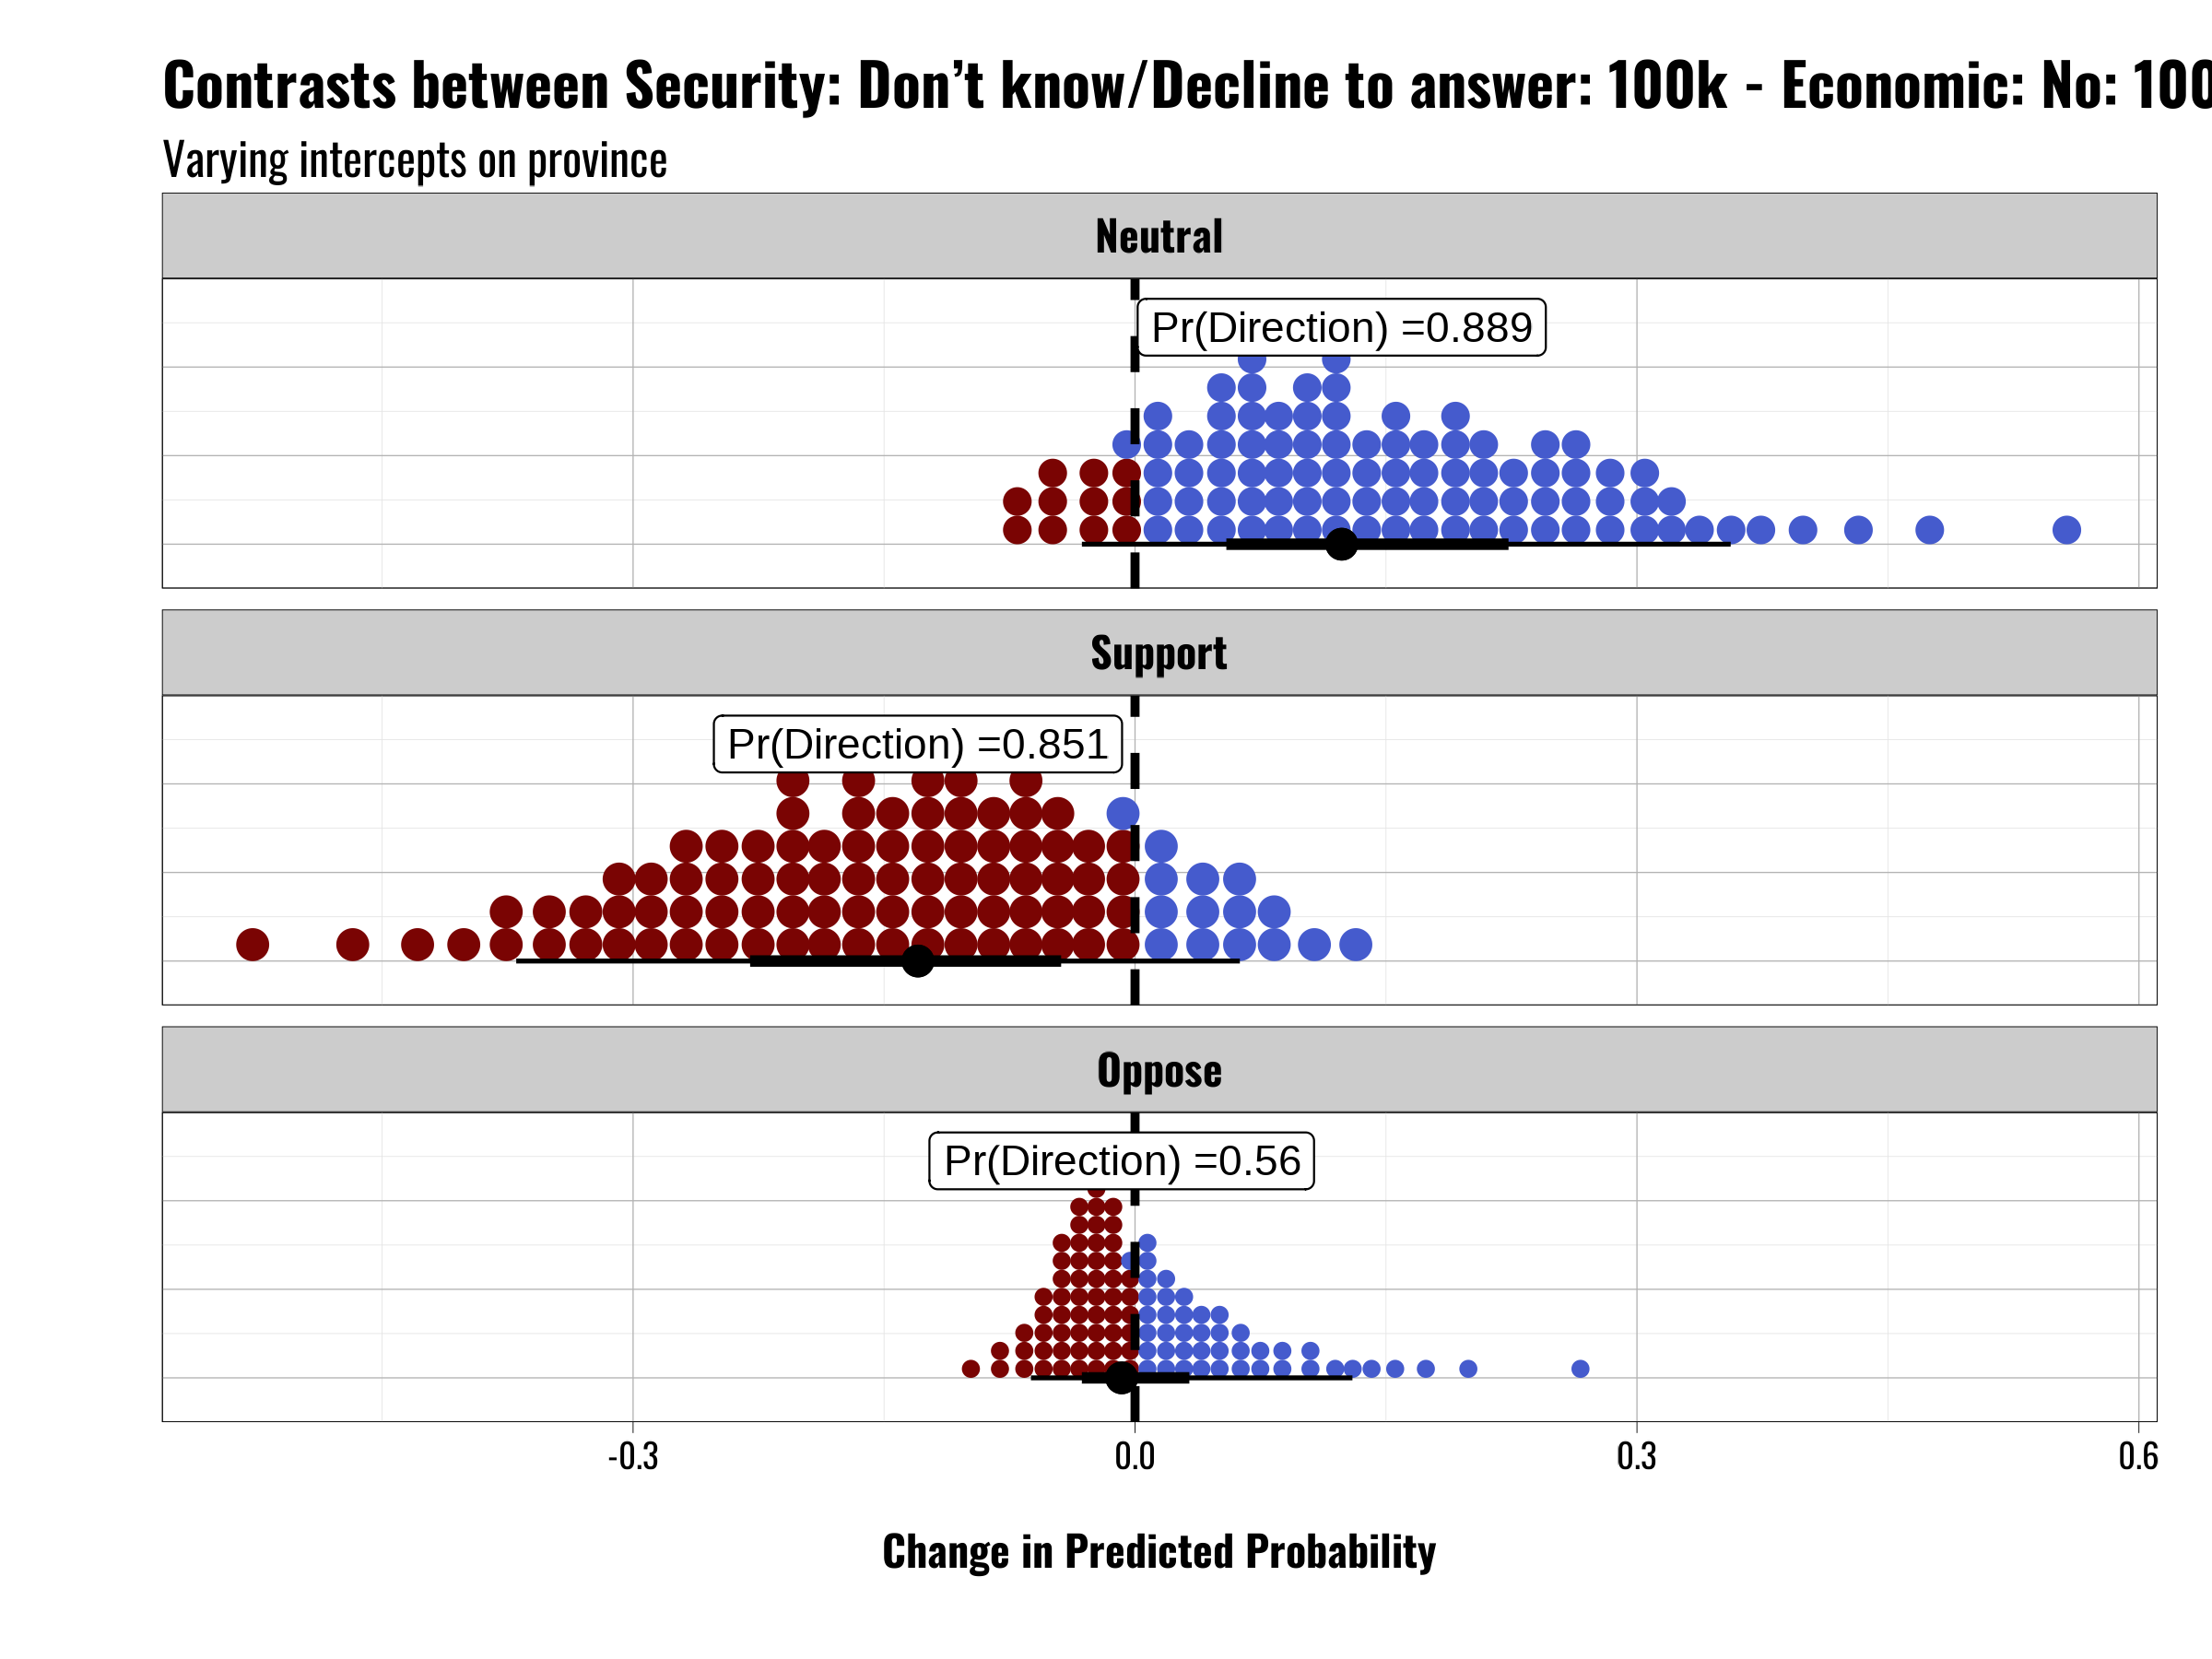 Contrasts between Security: Don’t know/Decline to answer: 100k - Economic: No: 100
Varying intercepts on province
Neutral
Pr(Direction) =0.889
Support
Pr(Direction) =0.851
Oppose
Pr(Direction) =0.56
-0.3 0.0 0.3 0.6
Change in Predicted Probability